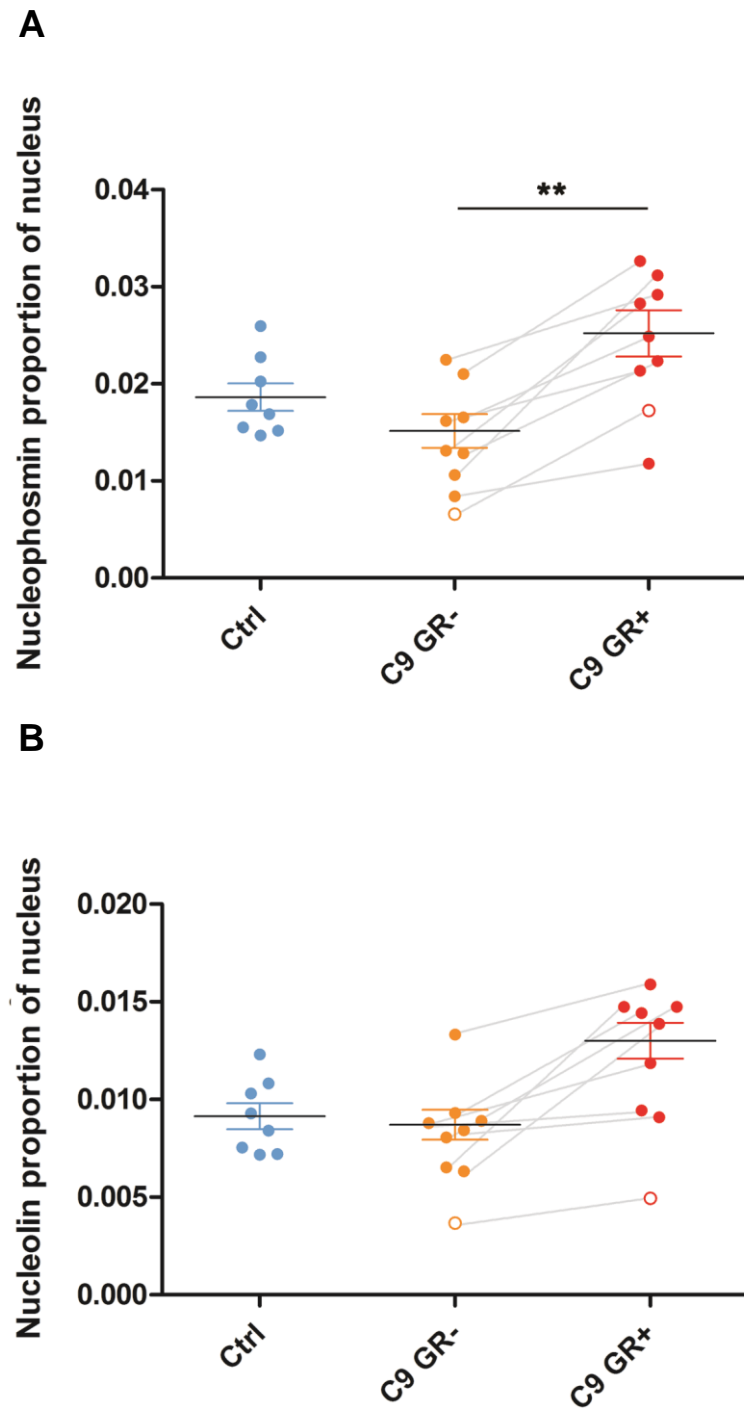 A
Nucleophosmin proportion of nucleus
0.04
**
0.03
0.02
0.01
0.00
Ctrl
C9 GR-
C9 GR+
B
Nucleolin proportion of nucleus
0.020
0.015
0.010
0.005
0.000
Ctrl
C9 GR-
C9 GR+